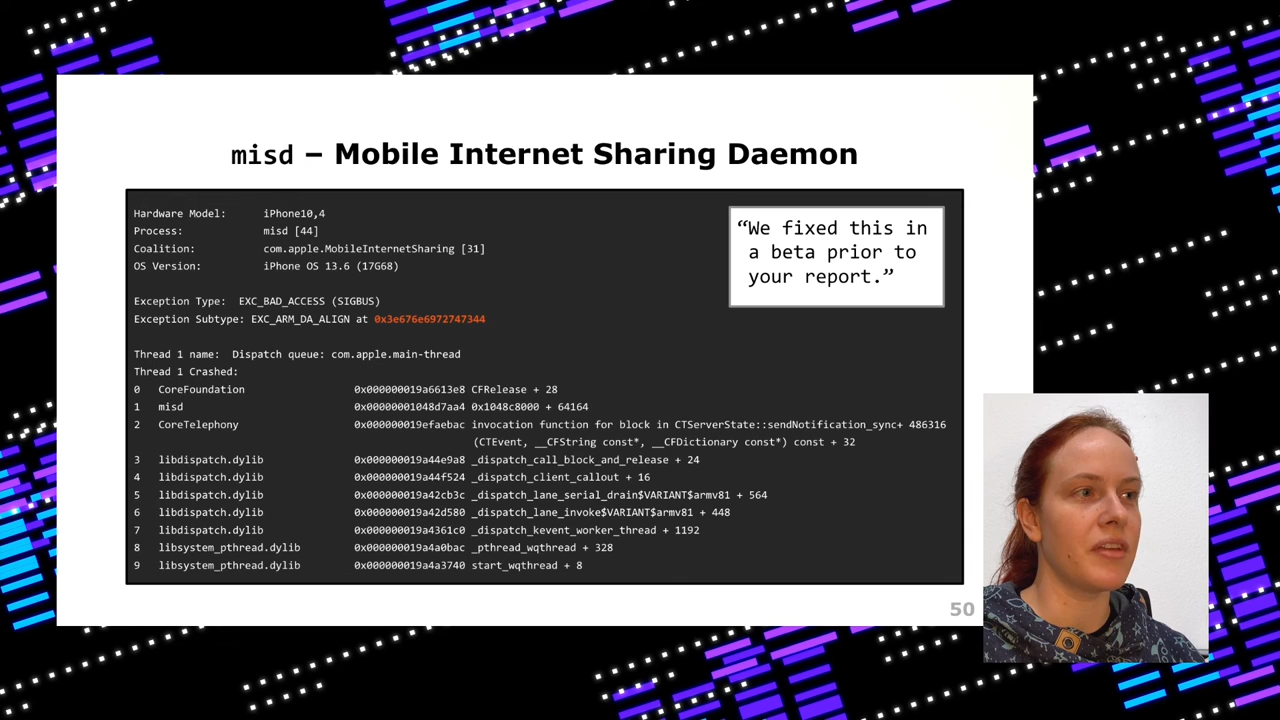 misd – Mobile Internet Sharing Daemon
Hardware Model: iPhone10,4
Process: misd [44]
Coalition: com.apple.MobileInternetSharing [31]
OS Version: iPhone OS 13.6 (17G68)
“We fixed this in
a beta prior to
your report.”
Exception Type: EXC_BAD_ACCESS (SIGBUS)
Exception Subtype: EXC_ARM_DA_ALIGN at 0x3e676e6972747344
Thread 1 name: Dispatch queue: com.apple.main-thread
Thread 1 Crashed:
0 CoreFoundation 0x000000019a6613e8 CFRelease + 28
1 misd 0x00000001048d7aa4 0x1048c8000 + 64164
2 CoreTelephony 0x000000019efaebac invocation function for block in CTServerState::sendNotification_sync+ 486316
(CTEvent, __CFString const*, __CFDictionary const*) const + 32
3 libdispatch.dylib 0x000000019a44e9a8 _dispatch_call_block_and_release + 24
4 libdispatch.dylib 0x000000019a44f524 _dispatch_client_callout + 16
5 libdispatch.dylib 0x000000019a42cb3c _dispatch_lane_serial_drain$VARIANT$armv81 + 564
6 libdispatch.dylib 0x000000019a42d580 _dispatch_lane_invoke$VARIANT$armv81 + 448
7 libdispatch.dylib 0x000000019a4361c0 _dispatch_kevent_worker_thread + 1192
8 libsystem_pthread.dylib 0x000000019a4a0bac _pthread_wqthread + 328
9 libsystem_pthread.dylib 0x000000019a4a3740 start_wqthread + 8
50